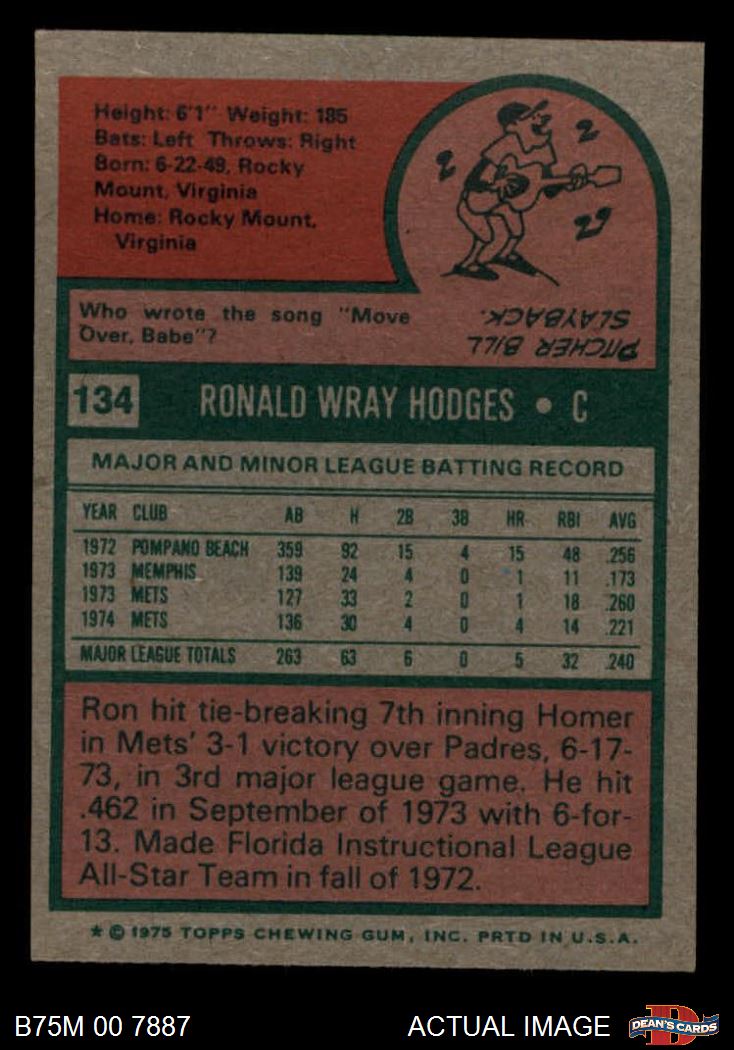 Height: 6'1" Weight: 185
Bats: Left Throws: Right
Born: 6-22-49, Rocky
Mount, Virginia
Home: Rocky Mount,
Virginia
Who wrote the song "Move
Over, Babe"?
PITCHER BILL
SLAYBACK.
134 RONALD WRAY HODGES • C
MAJOR AND MINOR LEAGUE BATTING RECORD
YEAR CLUB AB H 2B 3B HR RBI AVG
1972 POMPANO BEACH 359 92 15 4 15 48 .256
1973 MEMPHIS 139 24 4 0 1 11 .173
1973 METS 127 33 2 0 1 18 .260
1974 METS 136 30 4 0 4 14 .221
MAJOR LEAGUE TOTALS 263 63 6 0 5 32 .240
Ron hit tie-breaking 7th inning Homer
in Mets' 3-1 victory over Padres, 6-17-
73, in 3rd major league game. He hit
.462 in September of 1973 with 6-for-
13. Made Florida Instructional League
All-Star Team in fall of 1972.
* © 1975 TOPPS CHEWING GUM, INC. PRTD IN U.S.A.
B75M 00 7887 ACTUAL IMAGE DEAN'S CARDS